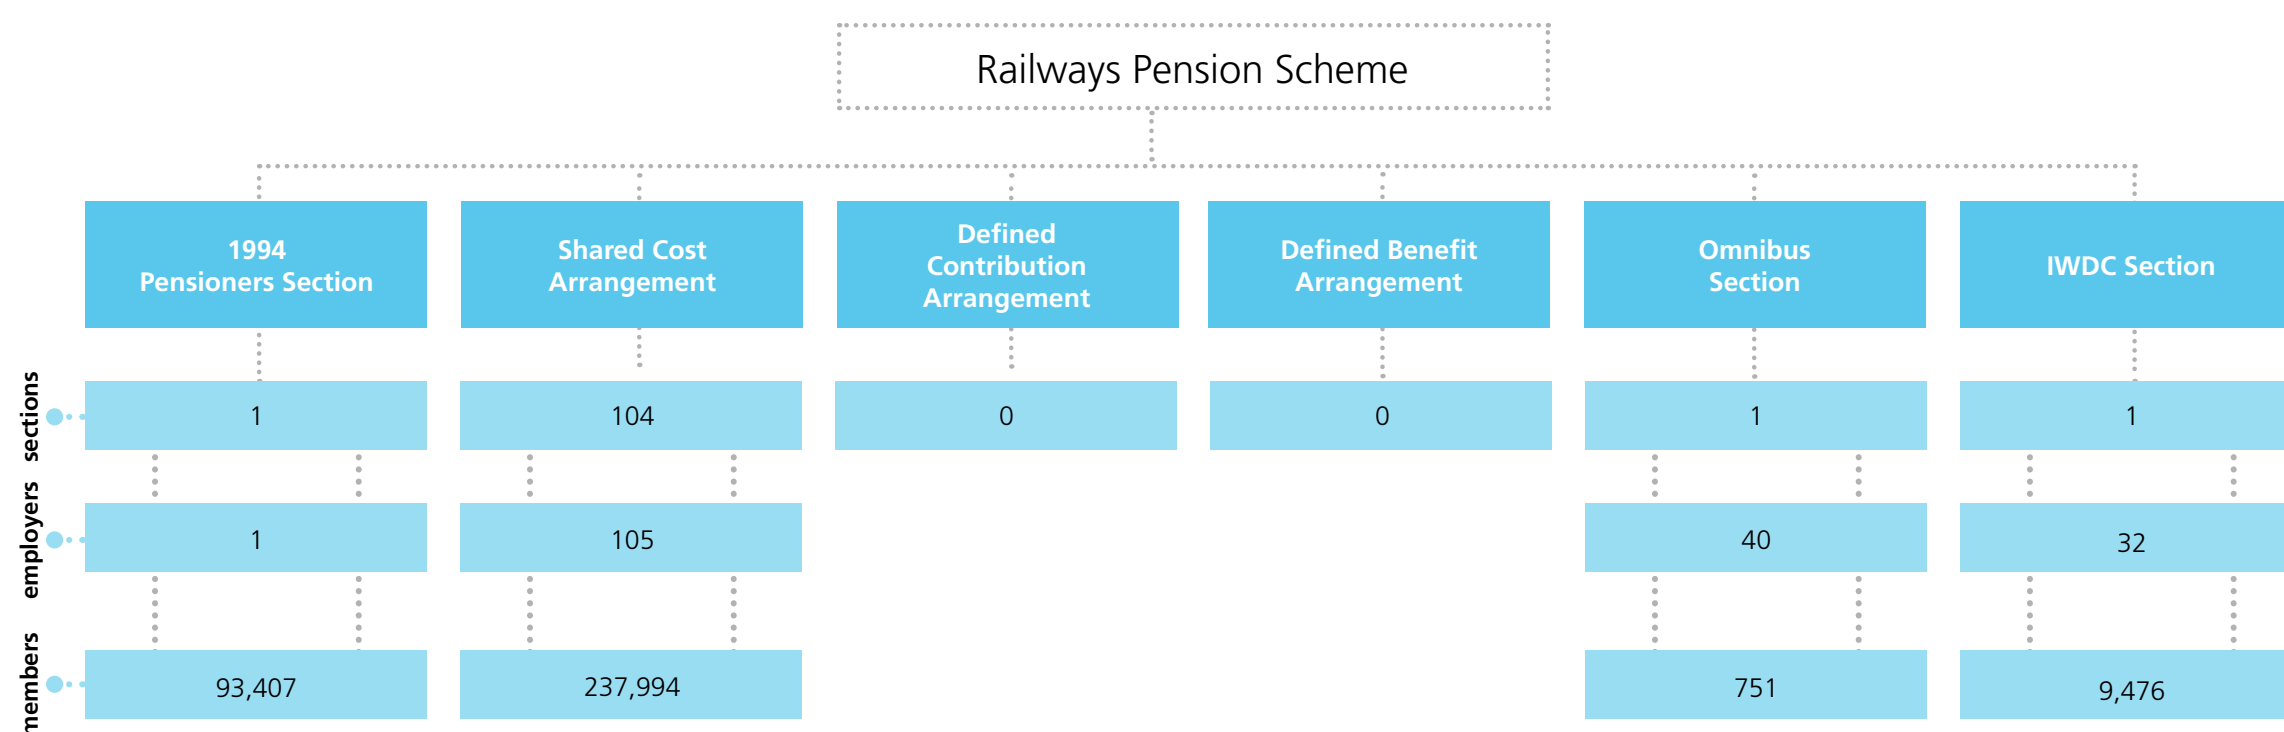 Railways Pension Scheme
1994
Pensioners Section
Shared Cost
Arrangement
Defined
Contribution
Arrangement
Defined Benefit
Arrangement
Omnibus
Section
IWDC Section
sections
1
104
0
0
1
1
employers
1
105
40
32
members
93,407
237,994
751
9,476